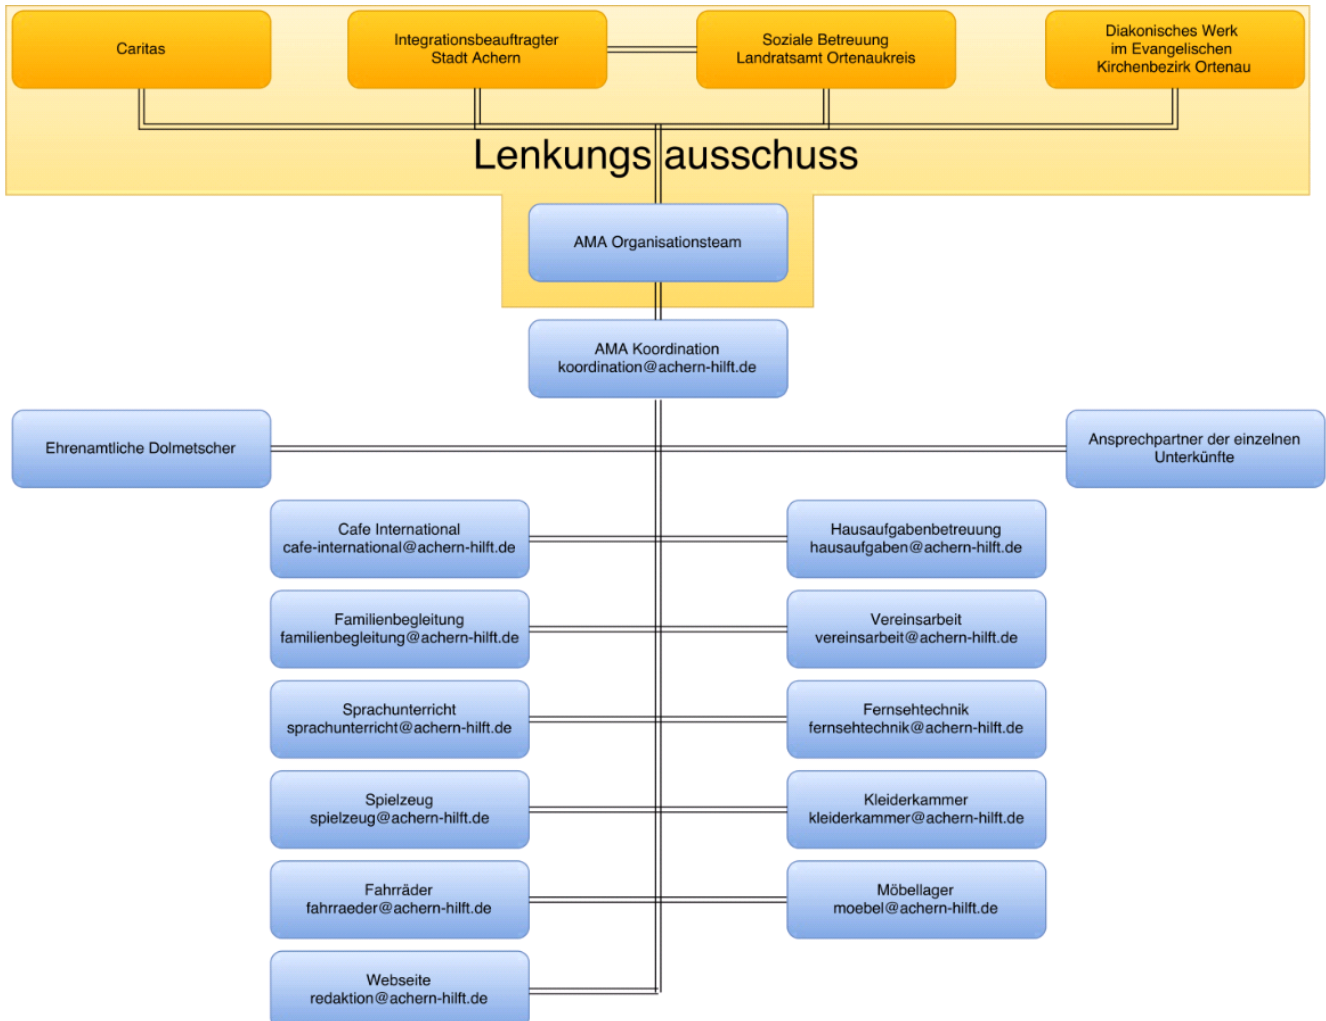 Caritas
Integrationsbeauftragter
Stadt Achern
Soziale Betreuung
Landratsamt Ortenaukreis
Diakonisches Werk
im Evangelischen
Kirchenbezirk Ortenau
Lenkungsausschuss
AMA Organisationsteam
AMA Koordination
koordination@achern-hilft.de
Ehrenamtliche Dolmetscher
Ansprechpartner der einzelnen
Unterkünfte
Cafe International
cafe-international@achern-hilft.de
Hausaufgabenbetreuung
hausaufgaben@achern-hilft.de
Familienbegleitung
familienbegleitung@achern-hilft.de
Vereinsarbeit
vereinsarbeit@achern-hilft.de
Sprachunterricht
sprachunterricht@achern-hilft.de
Fernsehtechnik
fernsehtechnik@achern-hilft.de
Spielzeug
spielzeug@achern-hilft.de
Kleiderkammer
kleiderkammer@achern-hilft.de
Fahrräder
fahrraeder@achern-hilft.de
Möbellager
moebel@achern-hilft.de
Webseite
redaktion@achern-hilft.de